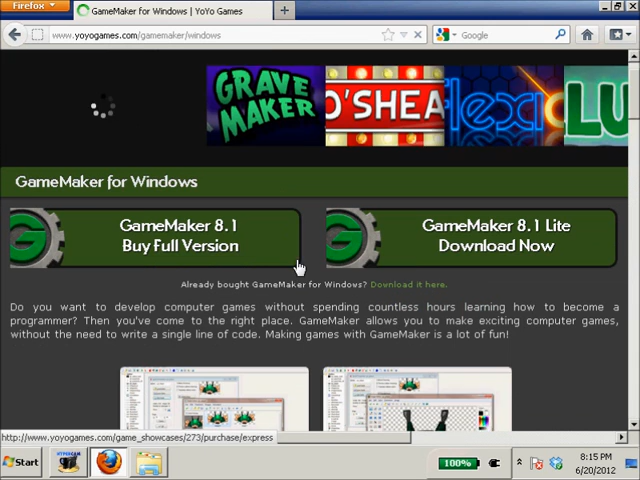 Firefox
GameMaker for Windows | YoYo Games
www.yoyogames.com/gamemaker/windows
Google
GRAVE
MAKER
O'SHEA
flexi
LU
GameMaker for Windows
GameMaker 8.1
Buy Full Version
GameMaker 8.1 Lite
Download Now
Already bought GameMaker for Windows? Download it here.
Do you want to develop computer games without spending countless hours learning how to become a
programmer? Then you've come to the right place. GameMaker allows you to make exciting computer games,
without the need to write a single line of code. Making games with GameMaker is a lot of fun!
http://www.yoyogames.com/game_showcases/273/purchase/express
Start
HYPERCAM
100%
8:15 PM
6/20/2012